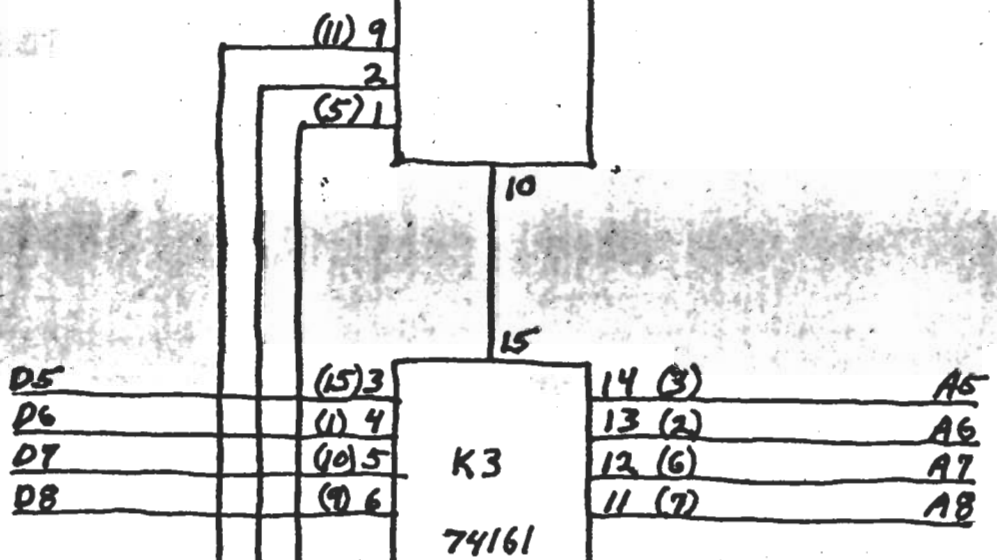 (11) 9
2
(5) 1
10
15
D5 (15) 3 14 (3) A5
D6 (1) 4 13 (2) A6
D7 (10) 5 K3 12 (6) A7
D8 (9) 6 11 (7) A8
74161